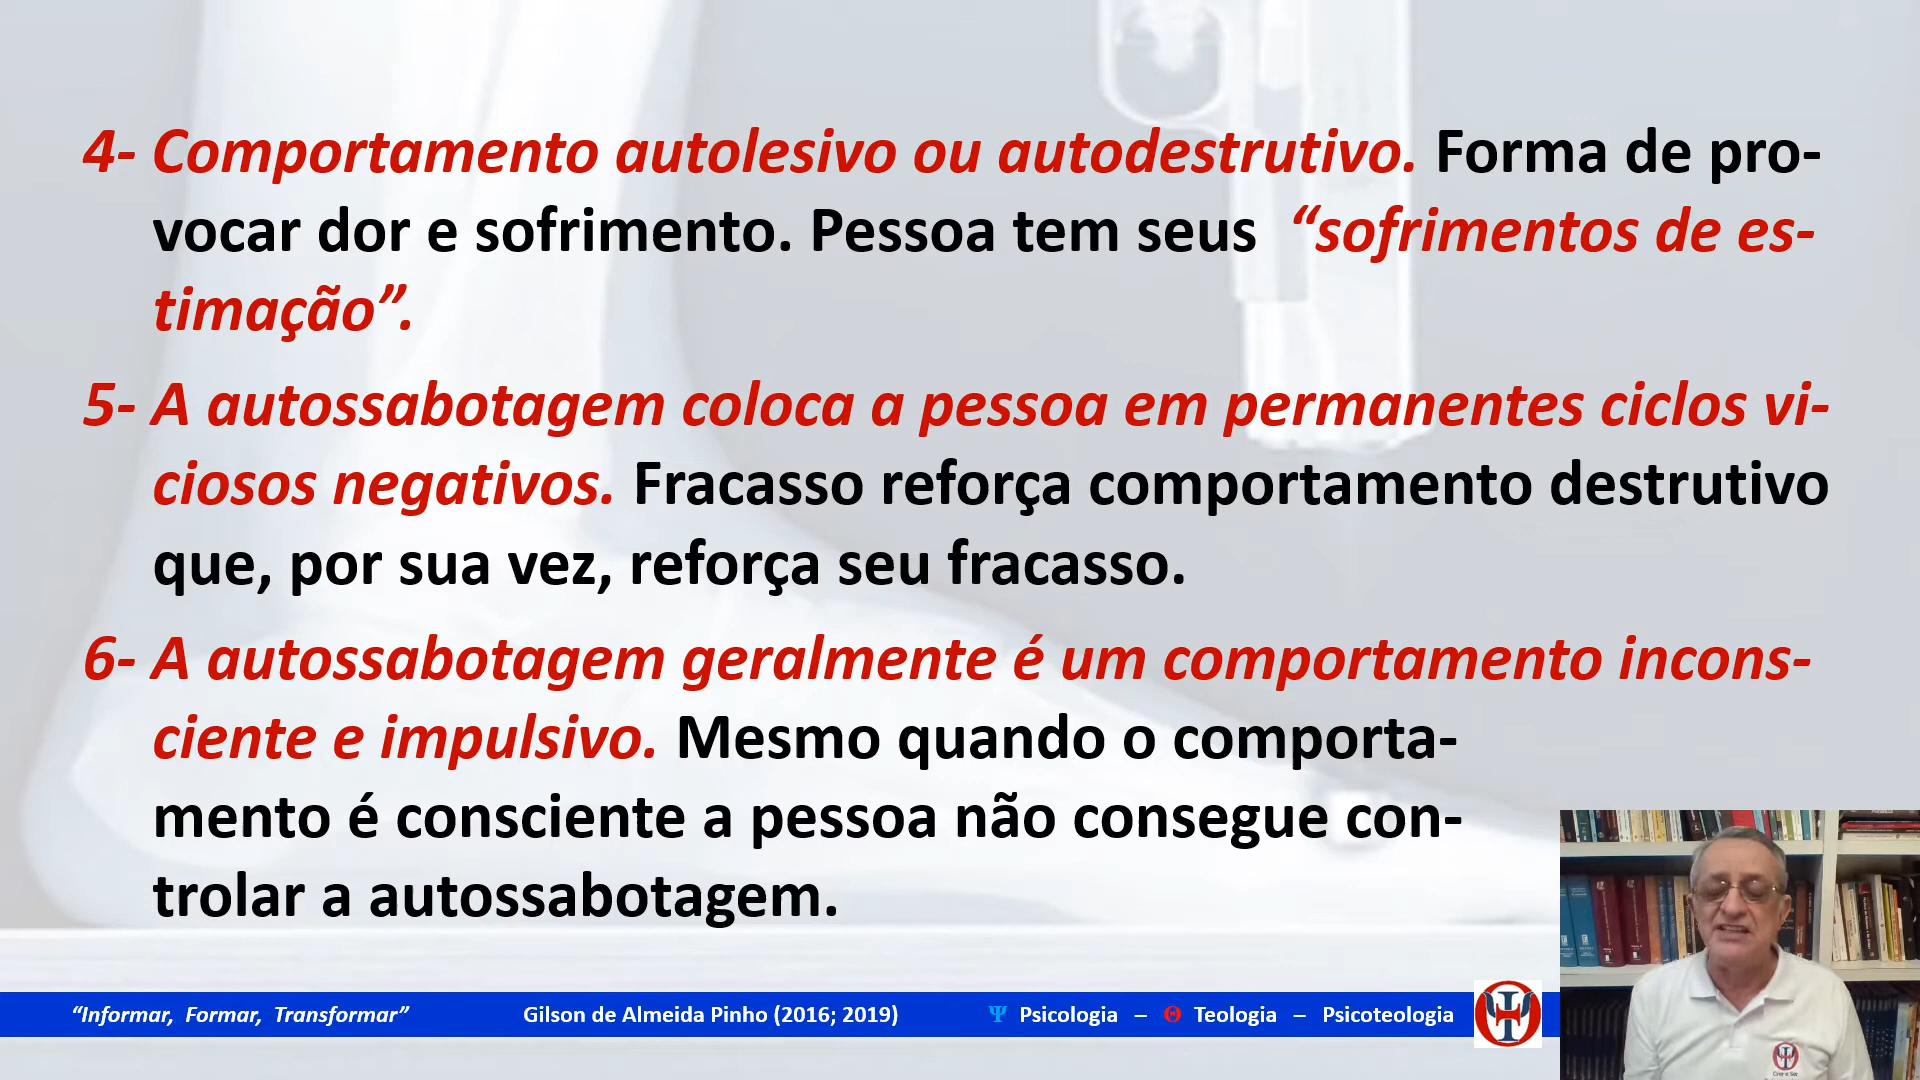 4- Comportamento autolesivo ou autodestrutivo. Forma de pro-
vocar dor e sofrimento. Pessoa tem seus “sofrimentos de es-
timação”.
5- A autossabotagem coloca a pessoa em permanentes ciclos vi-
ciosos negativos. Fracasso reforça comportamento destrutivo
que, por sua vez, reforça seu fracasso.
6- A autossabotagem geralmente é um comportamento incons-
ciente e impulsivo. Mesmo quando o comporta-
mento é consciente a pessoa não consegue con-
trolar a autossabotagem.
“Informar, Formar, Transformar” Gilson de Almeida Pinho (2016; 2019) Ψ Psicologia – Θ Teologia – Psicoteologia